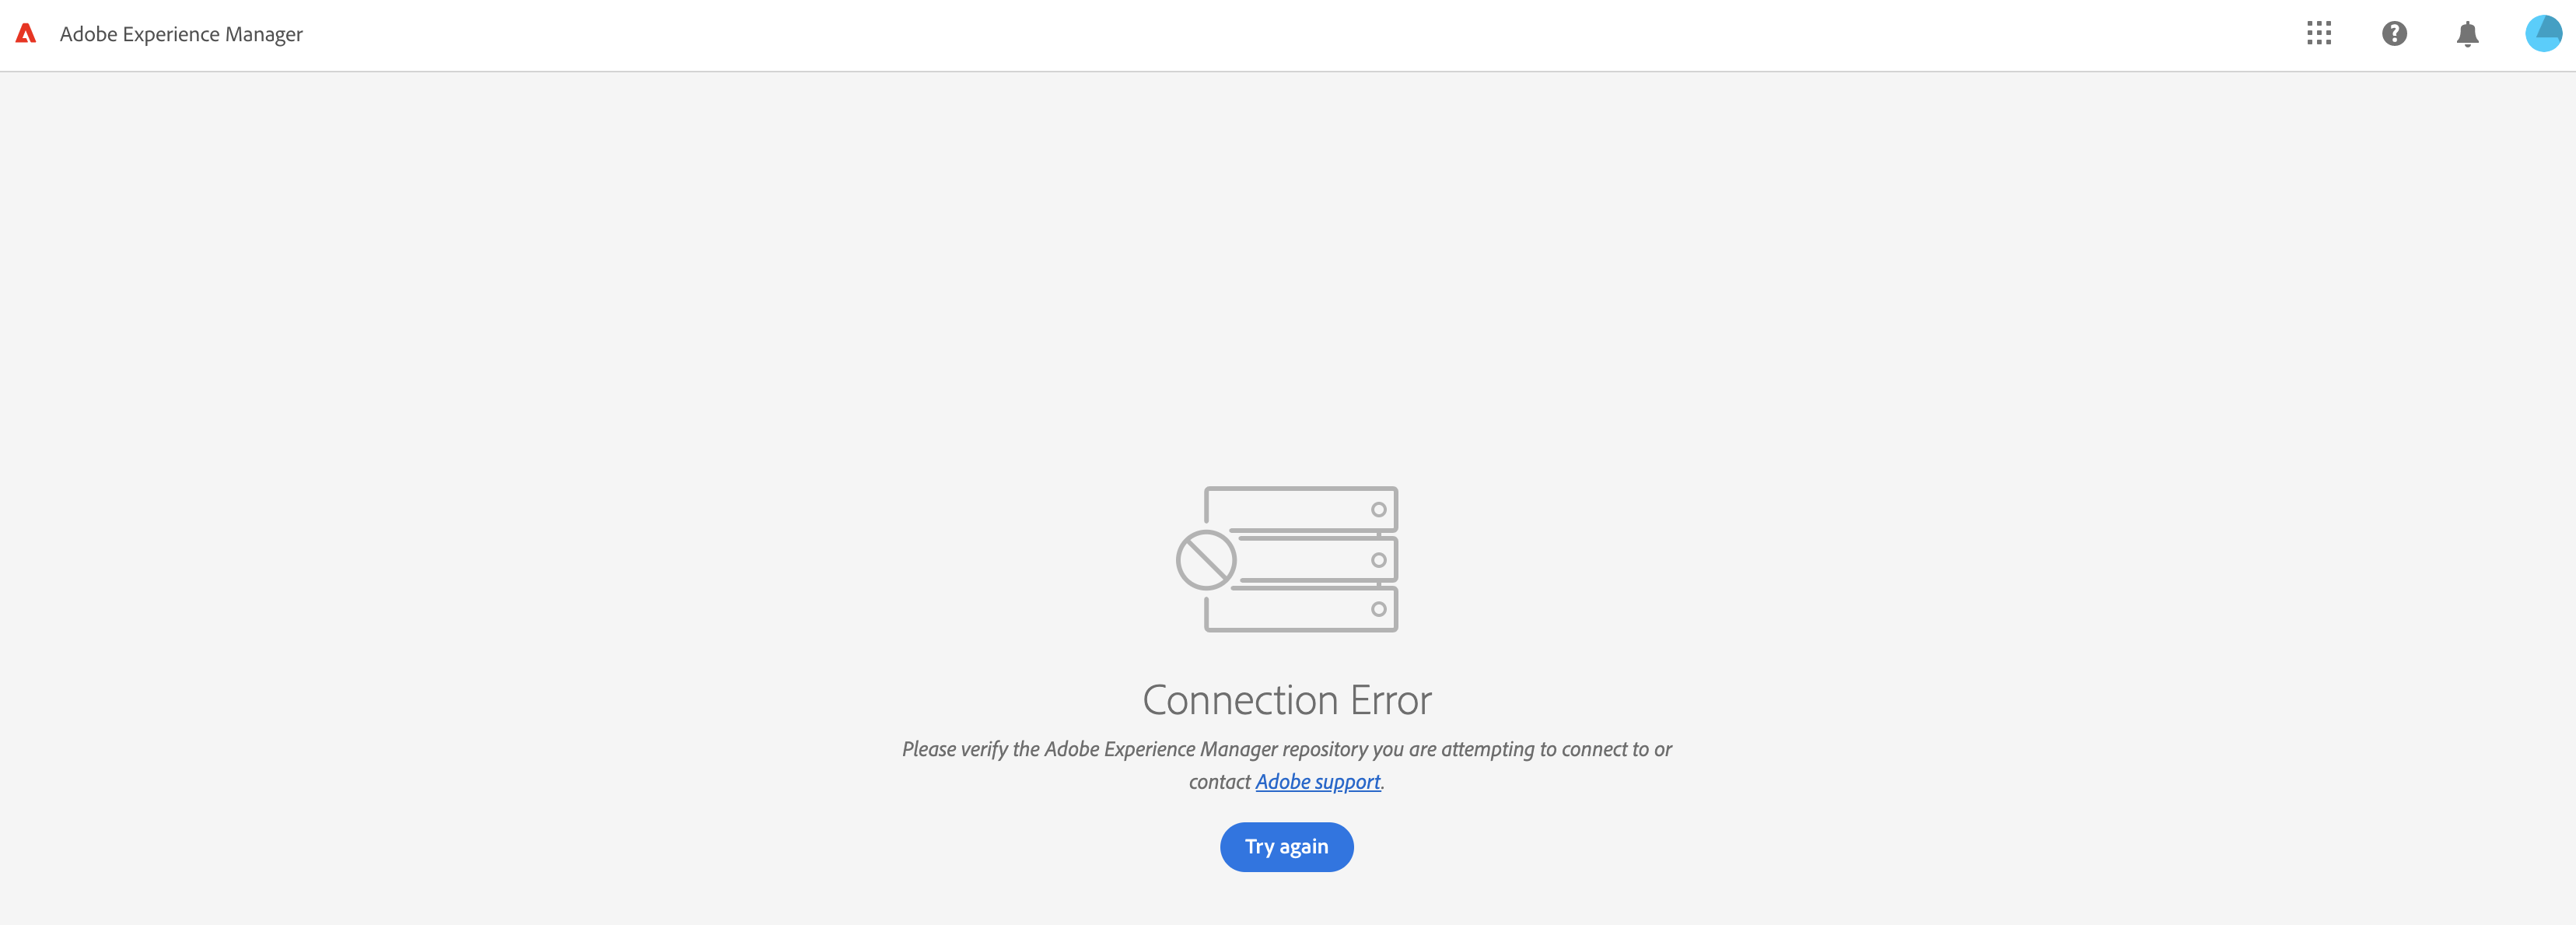 Adobe Experience Manager
Connection Error
Please verify the Adobe Experience Manager repository you are attempting to connect to or
contact Adobe support.
Try again